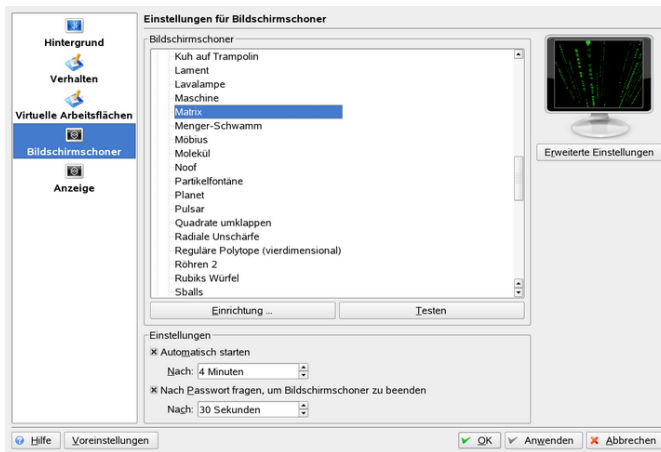 Hintergrund
Verhalten
Virtuelle Arbeitsflächen
Bildschirmschoner
Anzeige
Einstellungen für Bildschirmschoner
Bildschirmschoner
Kuh auf Trampolin
Lament
Lavalampe
Maschine
Matrix
Menger-Schwamm
Möbius
Molekül
Noof
Partikelfontäne
Planet
Pulsar
Quadrate umklappen
Radiale Unschärfe
Reguläre Polytope (vierdimensional)
Röhren 2
Rubiks Würfel
Sballs
Einrichtung ...
Testen
Erweiterte Einstellungen
Einstellungen
Automatisch starten
Nach: 4 Minuten
Nach Passwort fragen, um Bildschirmschoner zu beenden
Nach: 30 Sekunden
Hilfe
Voreinstellungen
OK
Anwenden
Abbrechen